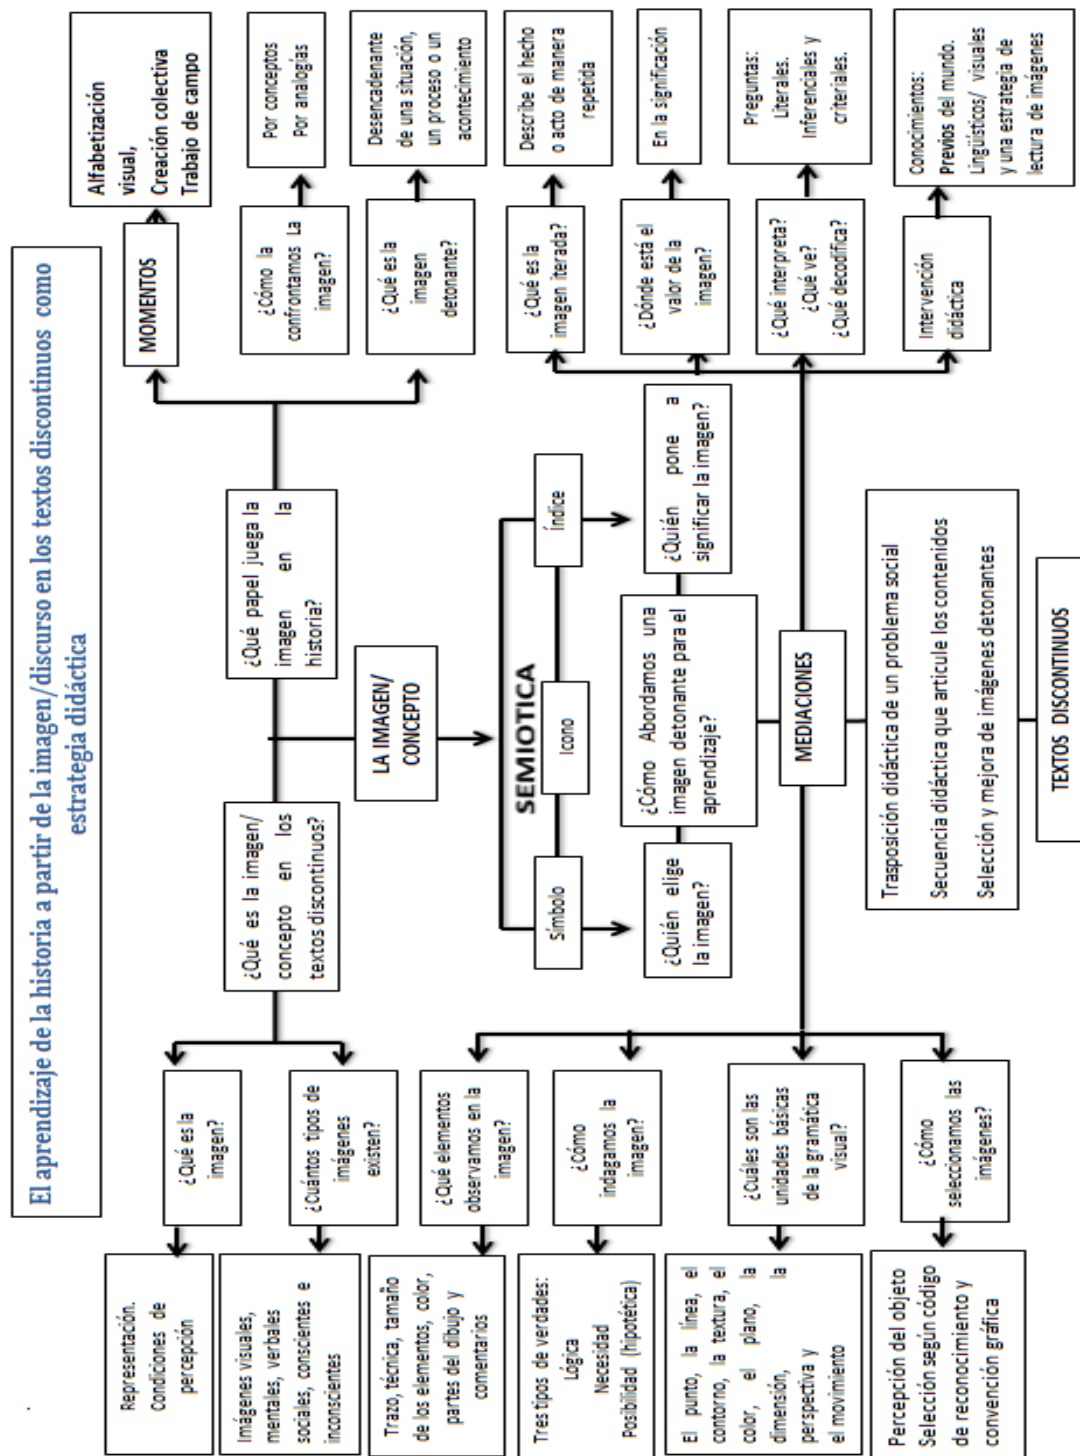 El aprendizaje de la historia a partir de la imagen/discurso en los textos discontinuos como
estrategia didáctica
Representación.
Condiciones de
percepción
¿Qué es la
imagen?
Imágenes visuales,
mentales, verbales
sociales, conscientes e
inconscientes
¿Cuántos tipos de
imágenes
existen?
¿Qué es la imagen/
concepto en los
textos discontinuos?
¿Qué papel juega la
imagen en la
historia?
MOMENTOS
Alfabetización
visual,
Creación colectiva
Trabajo de campo
¿Cómo la
confrontamos La
imagen?
Por conceptos
Por analogías
¿Qué es la
imagen
detonante?
Desencadenante
de una situación,
un proceso o un
acontecimiento
LA IMAGEN/
CONCEPTO
SEMIOTICA
Símbolo
Icono
Índice
Trazo, técnica, tamaño
de los elementos, color,
partes del dibujo y
comentarios
¿Qué elementos
observamos en la
imagen?
Tres tipos de verdades:
Lógica
Necesidad
Posibilidad (hipotética)
¿Cómo
indagamos la
imagen?
El punto, la línea, el
contorno, la textura, el
color, el plano, la
dimensión, la
perspectiva y
el movimiento
¿Cuáles son las
unidades básicas
de la gramática
visual?
Percepción del objeto
Selección según código
de reconocimiento y
convención gráfica
¿Cómo
seleccionamos las
imágenes?
¿Quién elige
la imagen?
¿Cómo Abordamos una
imagen detonante para el
aprendizaje?
¿Quién pone a
significar la imagen?
MEDIACIONES
¿Qué es la
imagen iterada?
Describe el hecho
o acto de manera
repetida
¿Dónde está el
valor de la
imagen?
En la significación
¿Qué interpreta?
¿Qué ve?
¿Qué decodifica?
Preguntas:
Literales.
Inferenciales y
criteriales.
Intervención
didáctica
Conocimientos:
Previos del mundo.
Lingüísticos/ visuales
y una estrategia de
lectura de imágenes
Trasposición didáctica de un problema social
Secuencia didáctica que articule los contenidos
Selección y mejora de imágenes detonantes
TEXTOS DISCONTINUOS